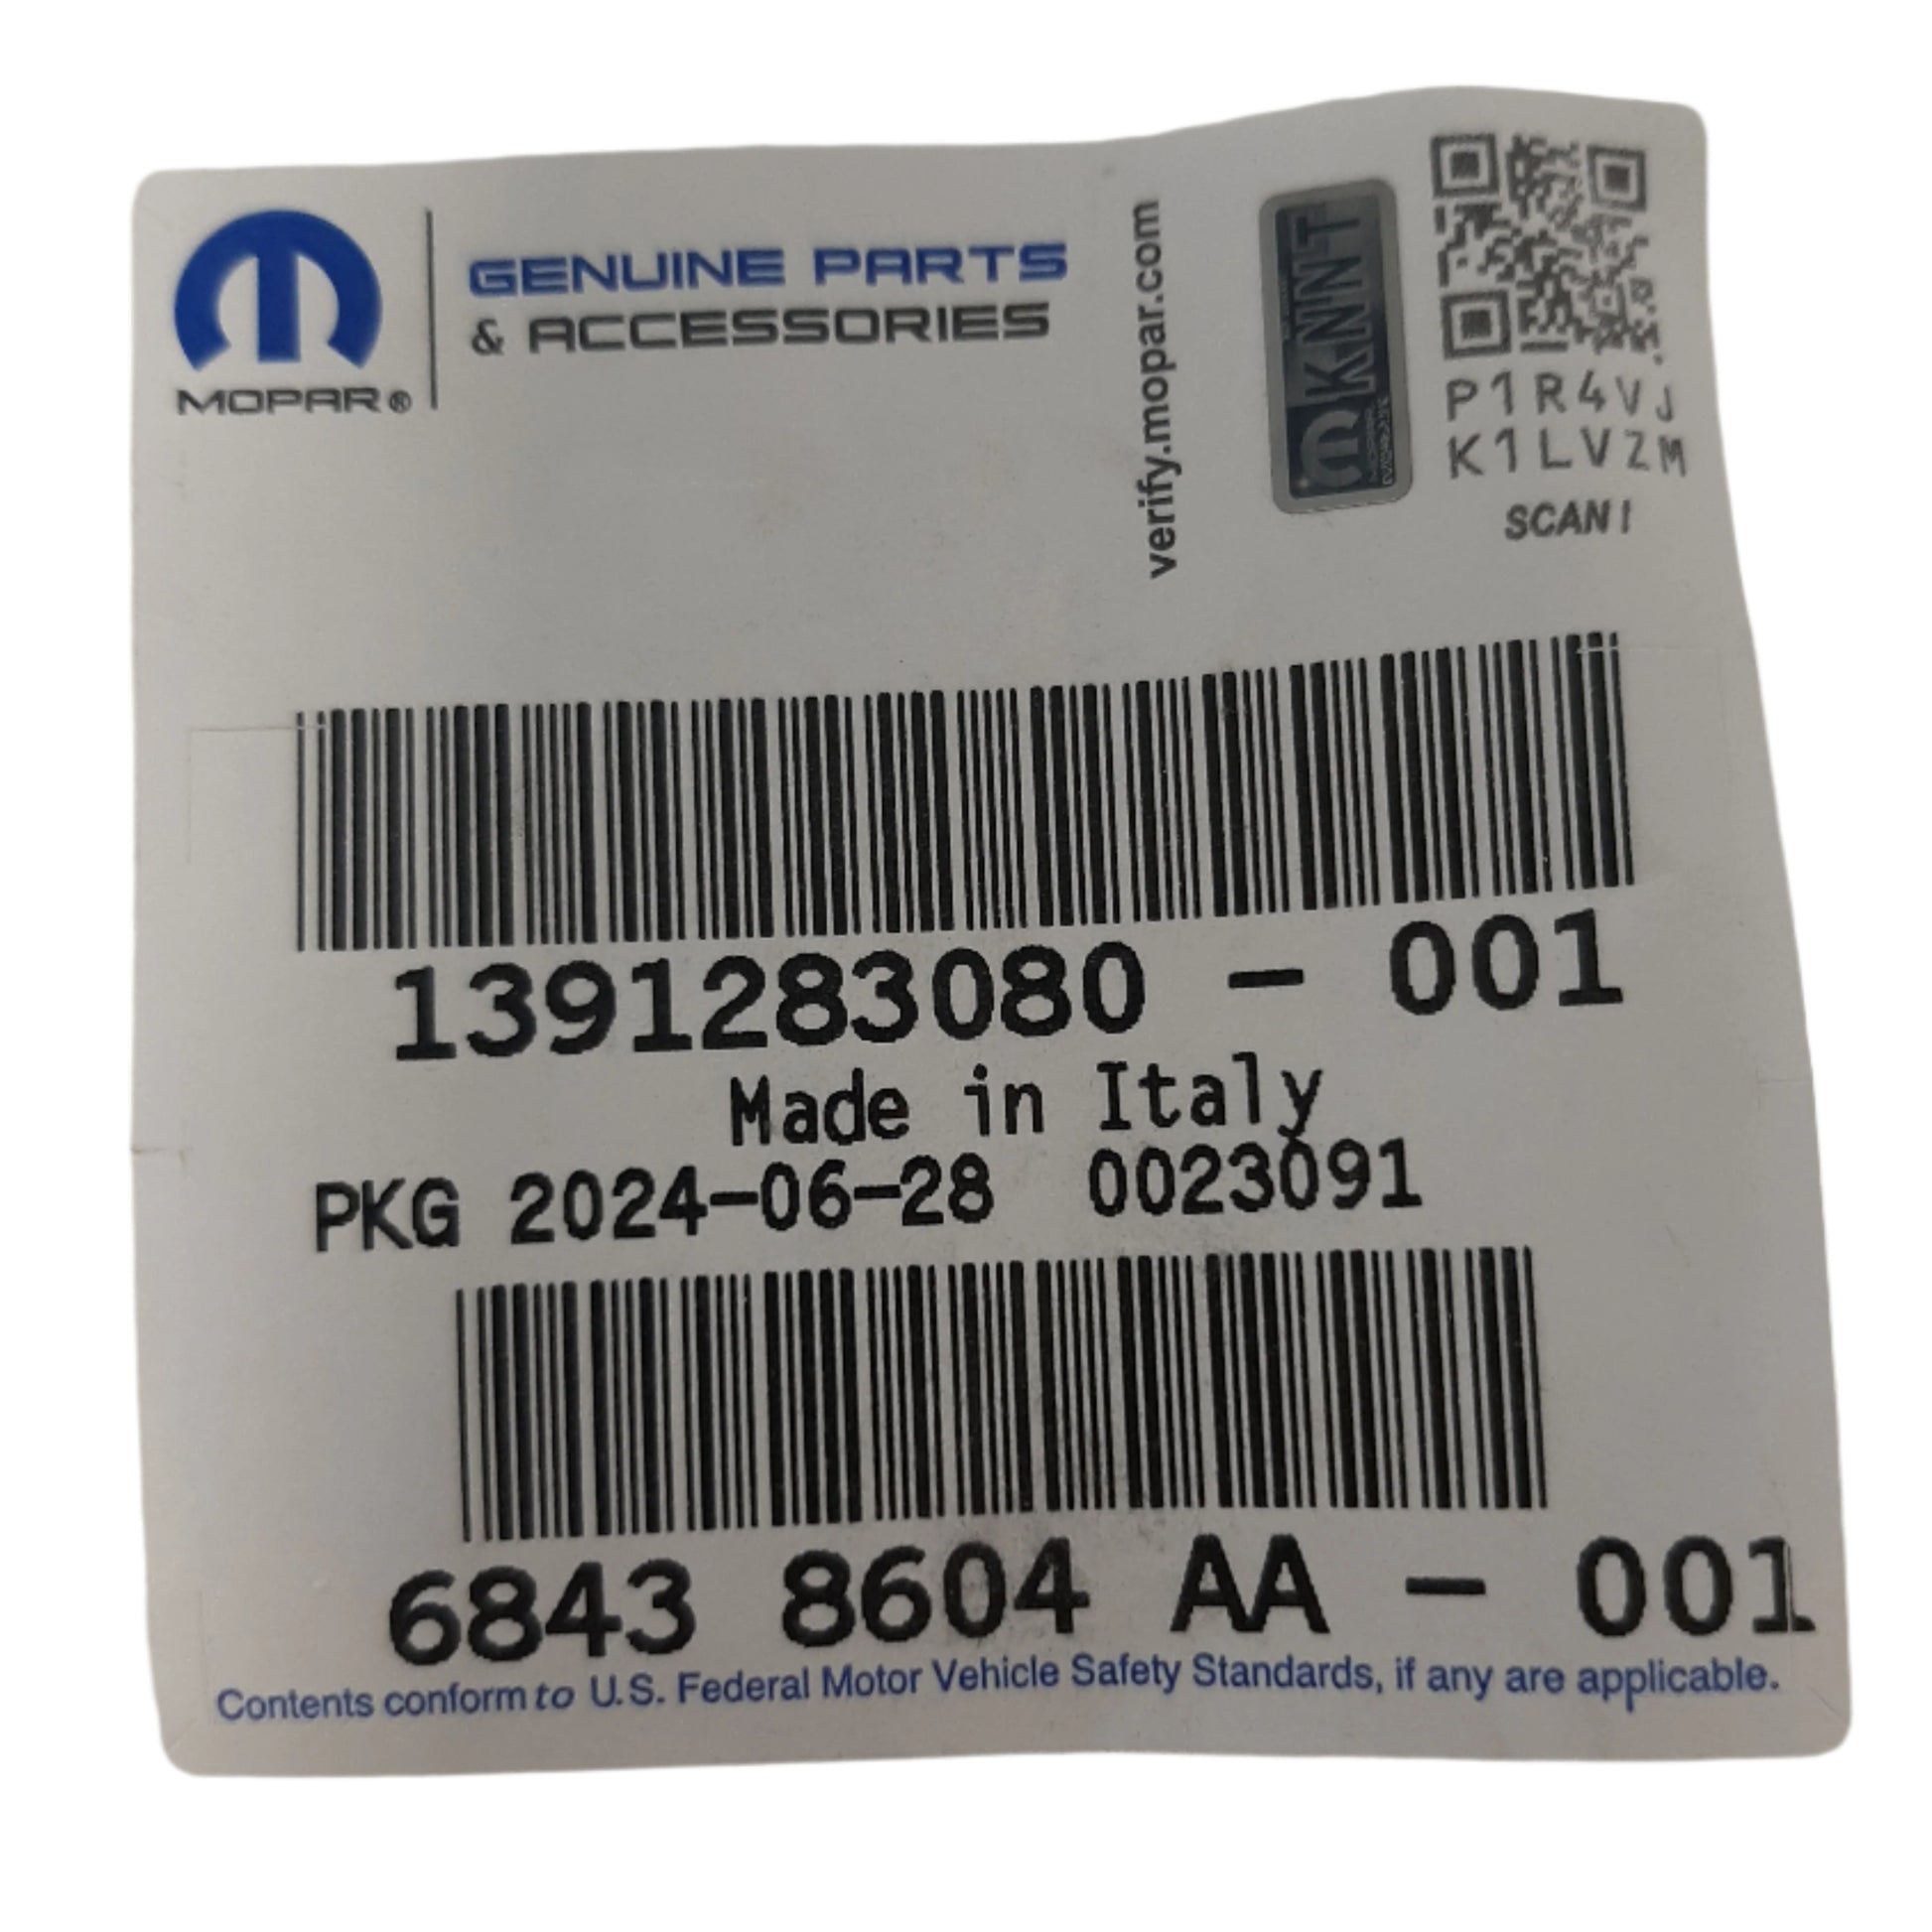 MOPAR®
GENUINE PARTS
& ACCESSORIES
verify.mopar.com
KNNT
P1R4VJ
K1LVZM
SCAN!
1391283080 - 001
Made in Italy
PKG 2024-06-28 0023091
6843 8604 AA - 001
Contents conform to U.S. Federal Motor Vehicle Safety Standards, if any are applicable.